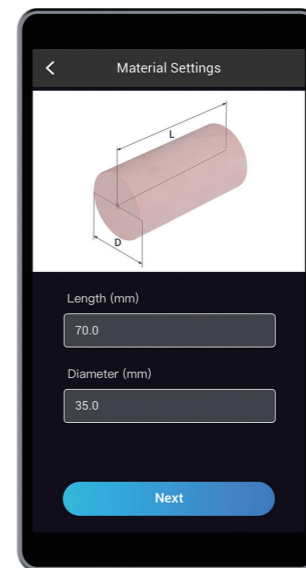 Material Settings
L
D
Length (mm)
70.0
Diameter (mm)
35.0
Next